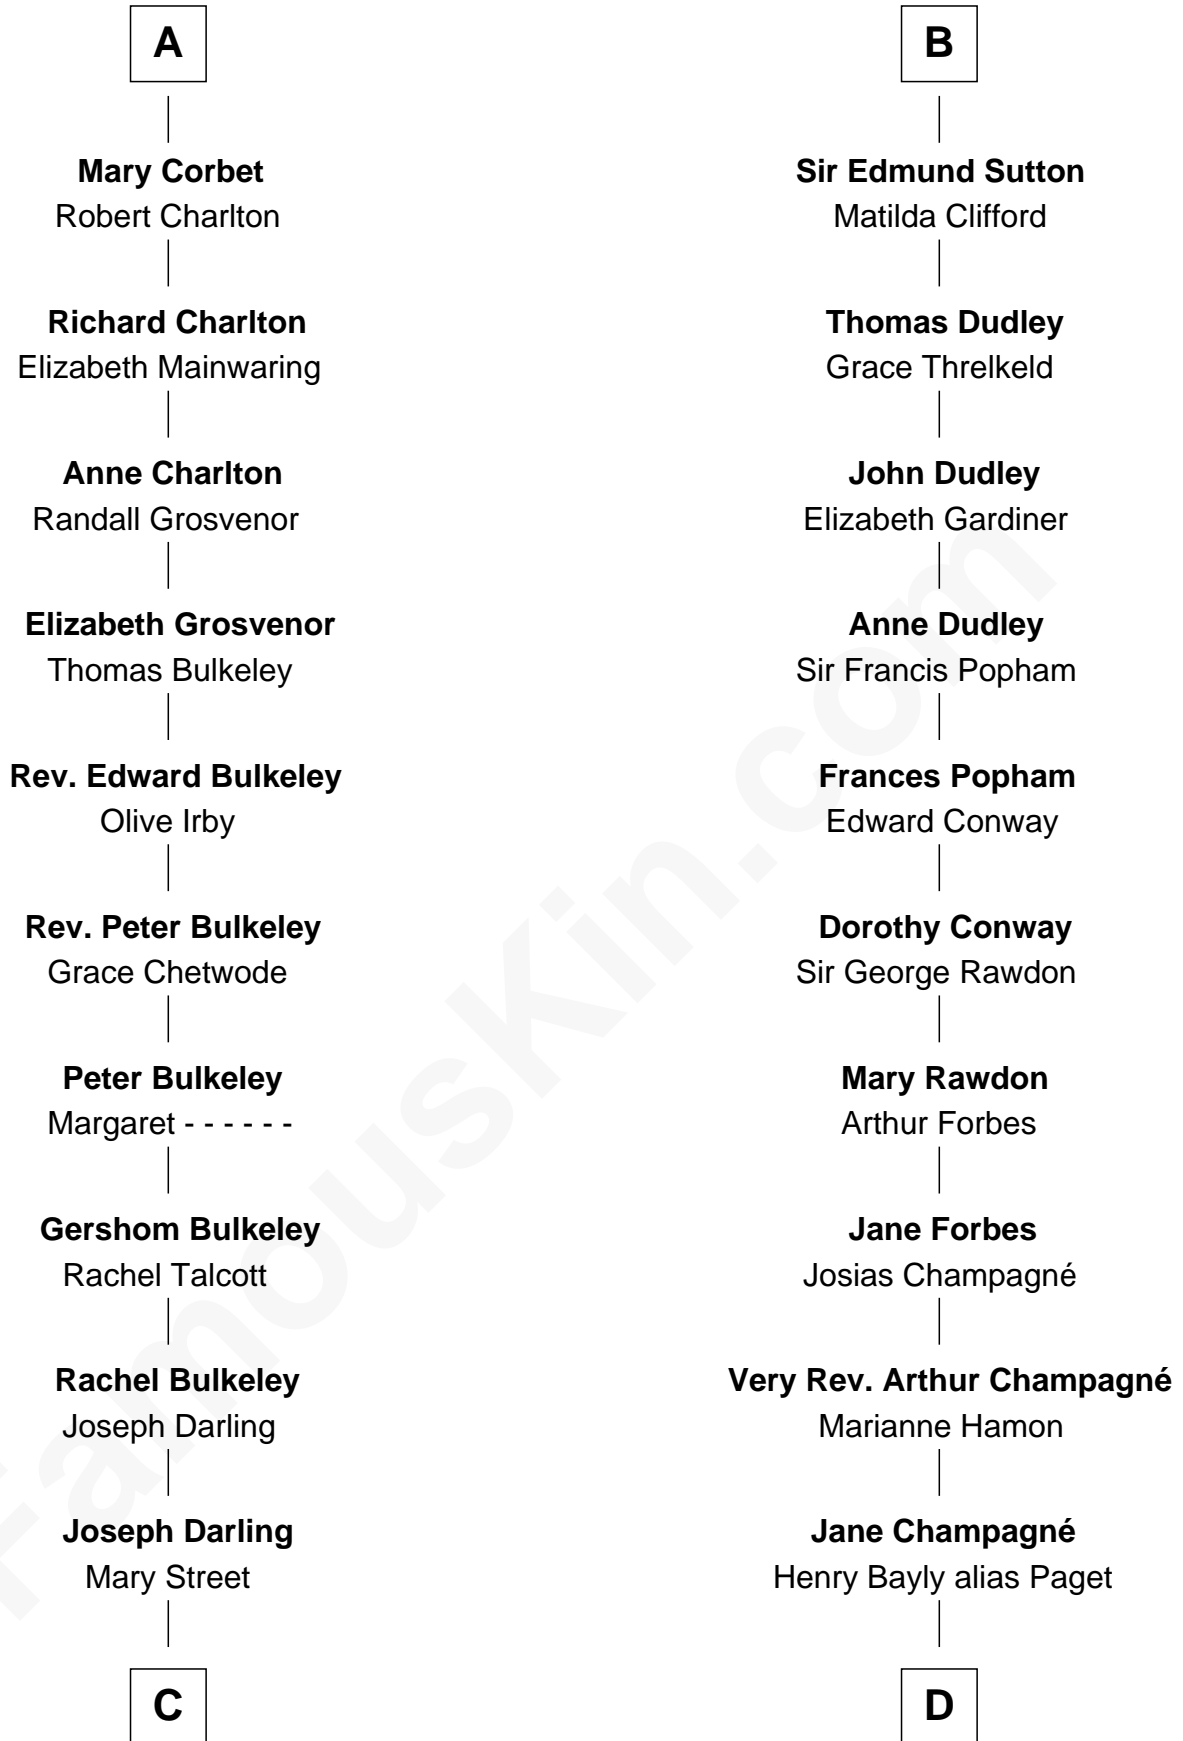 A
Mary Corbet
Robert Charlton
Richard Charlton
Elizabeth Mainwaring
Anne Charlton
Randall Grosvenor
Elizabeth Grosvenor
Thomas Bulkeley
Rev. Edward Bulkeley
Olive Irby
Rev. Peter Bulkeley
Grace Chetwode
Peter Bulkeley
Margaret - - - - - -
Gershom Bulkeley
Rachel Talcott
Rachel Bulkeley
Joseph Darling
Joseph Darling
Mary Street
C
B
Sir Edmund Sutton
Matilda Clifford
Thomas Dudley
Grace Threlkeld
John Dudley
Elizabeth Gardiner
Anne Dudley
Sir Francis Popham
Frances Popham
Edward Conway
Dorothy Conway
Sir George Rawdon
Mary Rawdon
Arthur Forbes
Jane Forbes
Josias Champagné
Very Rev. Arthur Champagné
Marianne Hamon
Jane Champagné
Henry Bayly alias Paget
D
FamousKin.com